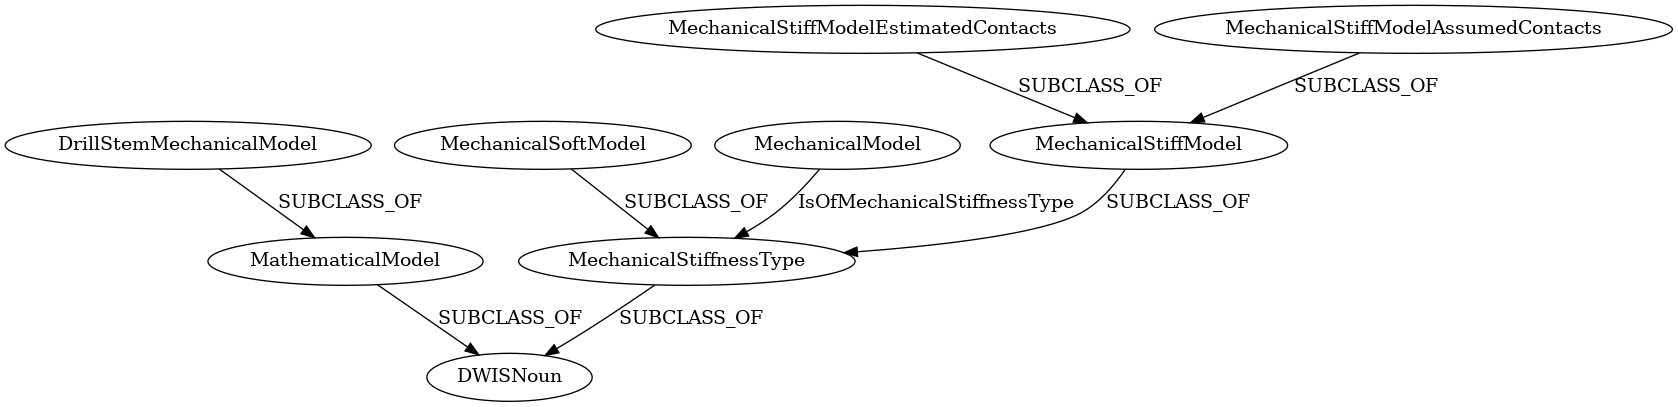 MechanicalStiffModelEstimatedContacts
MechanicalStiffModelAssumedContacts
SUBCLASS_OF
SUBCLASS_OF
DrillStemMechanicalModel
MechanicalSoftModel
MechanicalModel
MechanicalStiffModel
SUBCLASS_OF
SUBCLASS_OF
IsOfMechanicalStiffnessType
SUBCLASS_OF
MathematicalModel
MechanicalStiffnessType
SUBCLASS_OF
SUBCLASS_OF
DWISNoun